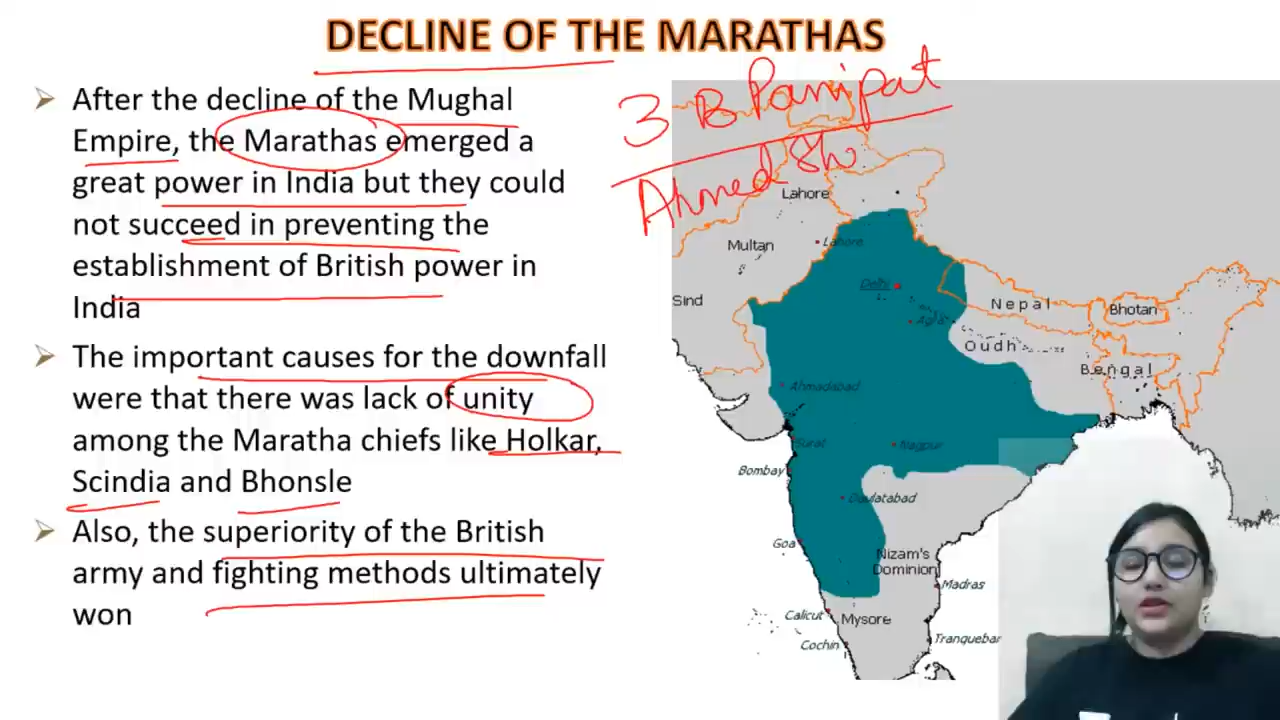 DECLINE OF THE MARATHAS
➤ After the decline of the Mughal
Empire, the Marathas emerged a
great power in India but they could
not succeed in preventing the
establishment of British power in
India
➤ The important causes for the downfall
were that there was lack of unity
among the Maratha chiefs like Holkar,
Scindia and Bhonsle
➤ Also, the superiority of the British
army and fighting methods ultimately
won
3 B Panipat
Ahmed Sha
Lahore
Lahore
Multan
Delhi
Sind
Nepal
Bhotan
Agra
Oudh
Bengal
Ahmadabad
Surat
Nagpur
Bombay
Daulatabad
Goa
Nizam's
Dominion
Madras
Calicut
Mysore
Cochin
Tranquebar